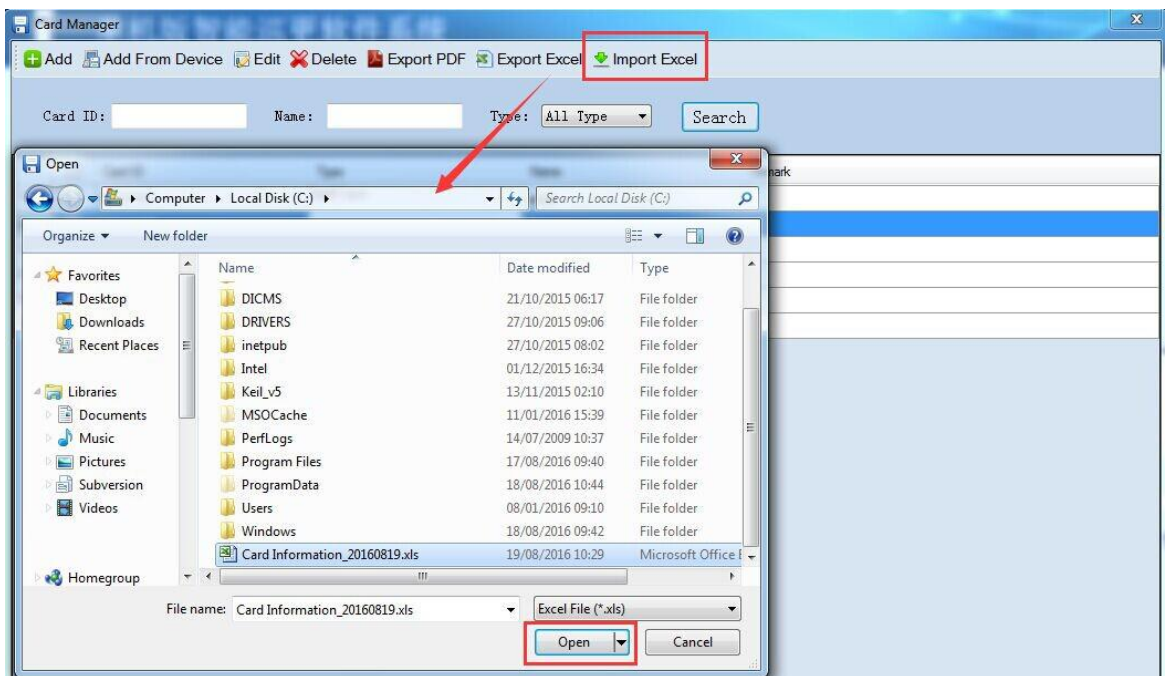 Card Manager
Add Add From Device Edit Delete Export PDF Export Excel Import Excel
Card ID: Name: Type: All Type Search
Open
Computer Local Disk (C:) Search Local Disk (C:)
Organize New folder
Name Date modified Type
Favorites
Desktop DICMS 21/10/2015 06:17 File folder
Downloads DRIVERS 27/10/2015 09:06 File folder
Recent Places inetpub 27/10/2015 08:02 File folder
Intel 01/12/2015 16:34 File folder
Libraries Keil_v5 13/11/2015 02:10 File folder
Documents MSOCache 11/01/2016 15:39 File folder
Music PerfLogs 14/07/2009 10:37 File folder
Pictures Program Files 17/08/2016 09:40 File folder
Subversion ProgramData 18/08/2016 10:44 File folder
Videos Users 08/01/2016 09:10 File folder
Windows 18/08/2016 09:42 File folder
Card Information_20160819.xls 19/08/2016 10:29 Microsoft Office
Homegroup
File name: Card Information_20160819.xls Excel File (*.xls)
Open Cancel